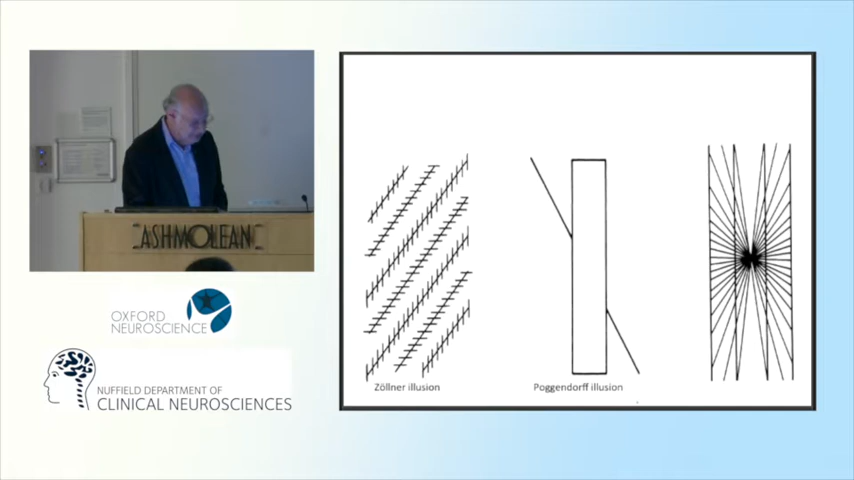 ASHMOLEAN
OXFORD
NEUROSCIENCE
NUFFIELD DEPARTMENT OF
CLINICAL NEUROSCIENCES
Zöllner illusion
Poggendorff illusion